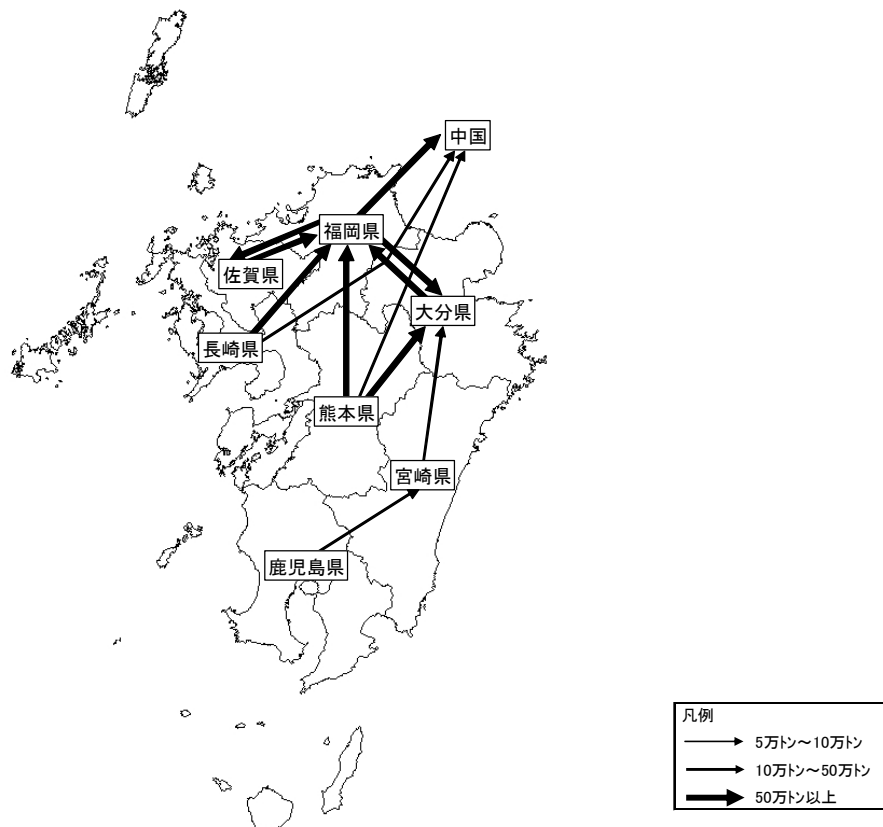 中国
福岡県
佐賀県
大分県
長崎県
熊本県
宮崎県
鹿児島県
凡例
5万トン～10万トン
10万トン～50万トン
50万トン以上